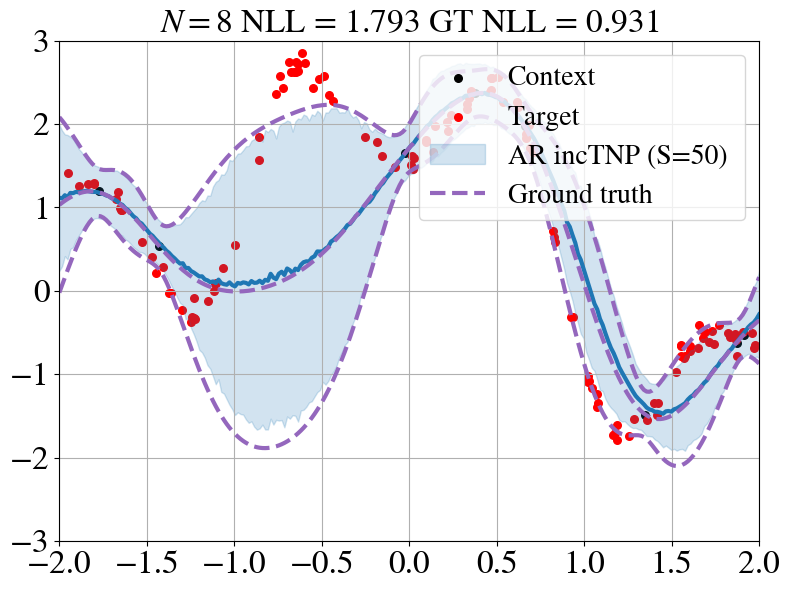 N = 8 NLL = 1.793 GT NLL = 0.931
3
2
1
0
−1
−2
−3
Context
Target
AR incTNP (S=50)
Ground truth
−2.0 −1.5 −1.0 −0.5 0.0 0.5 1.0 1.5 2.0